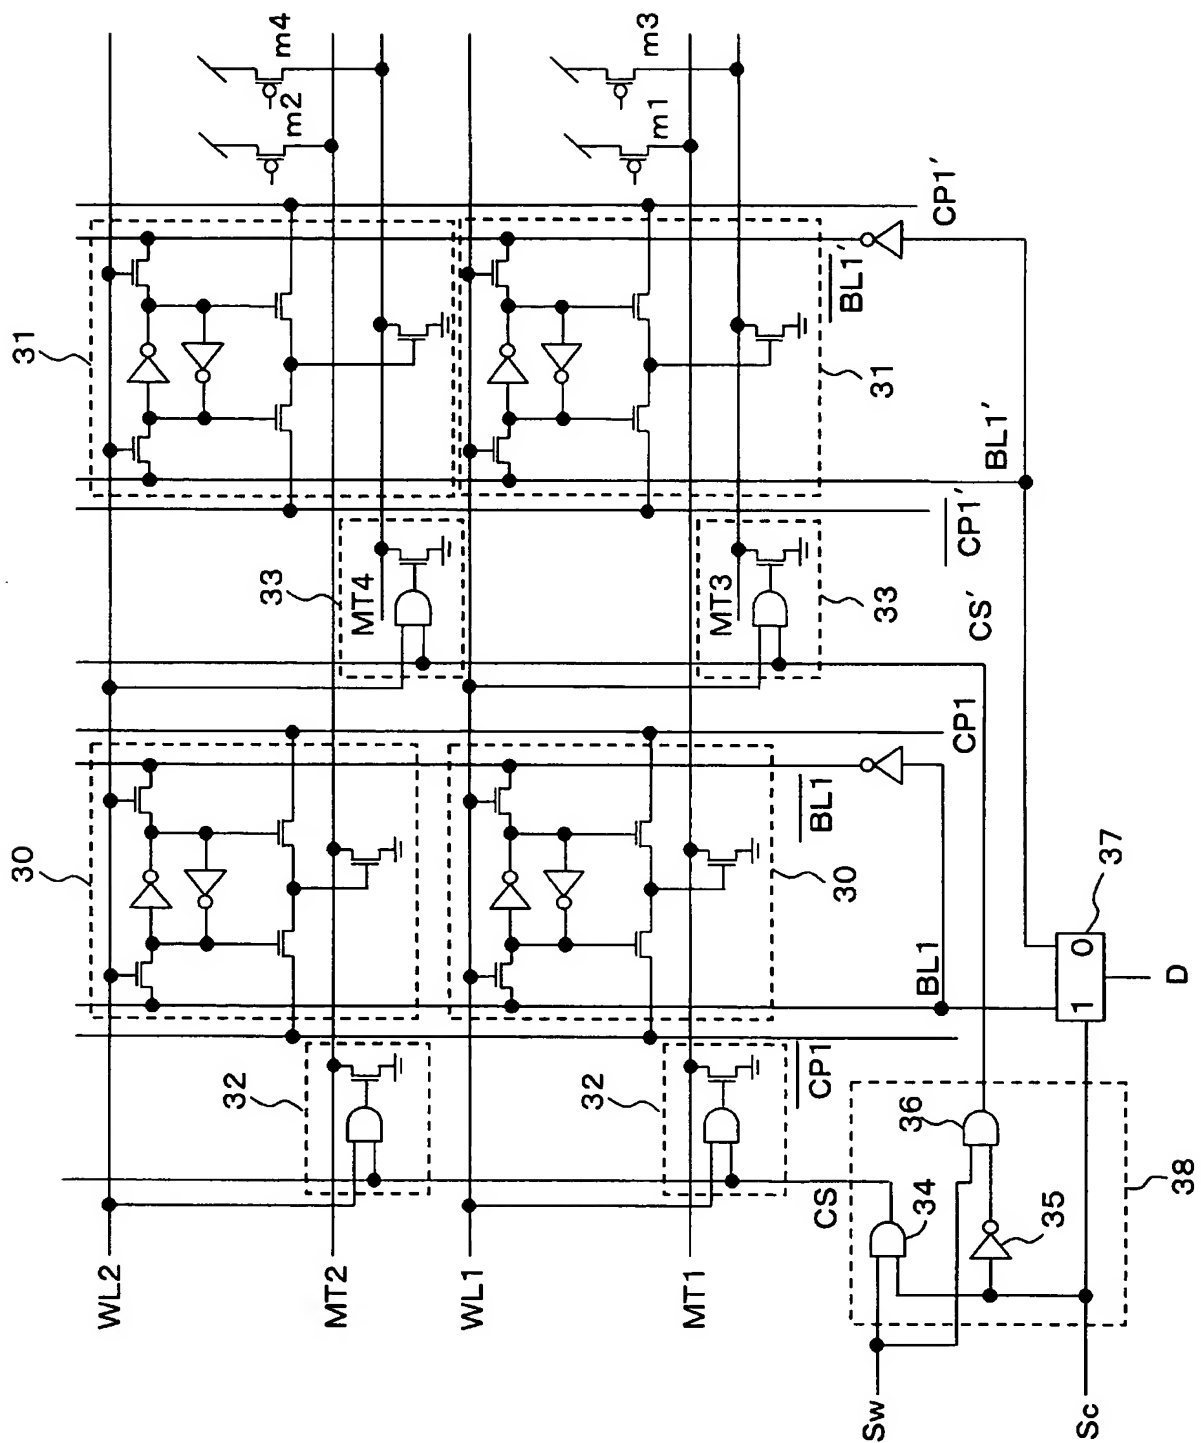 WL2
MT2
WL1
MT1
Sw
Sc
30
30
31
31
32
32
33
33
MT4
MT3
m4
m2
m3
m1
CS
34
35
36
38
37
1 0
D
CP1
BL1
BL1
CP1
CS′
CP1′
BL1′
BL1′
CP1′